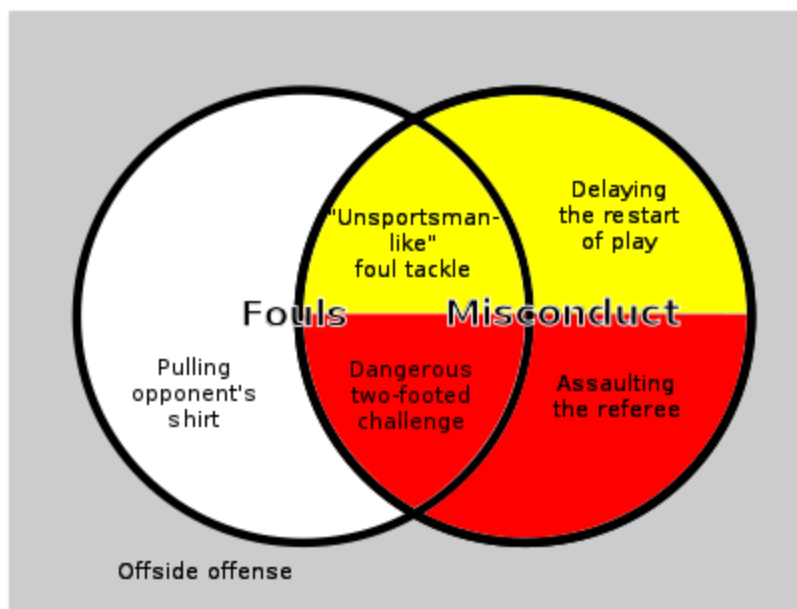 "Unsportsman-
like"
foul tackle
Delaying
the restart
of play
Fouls
Misconduct
Pulling
opponent's
shirt
Dangerous
two-footed
challenge
Assaulting
the referee
Offside offense